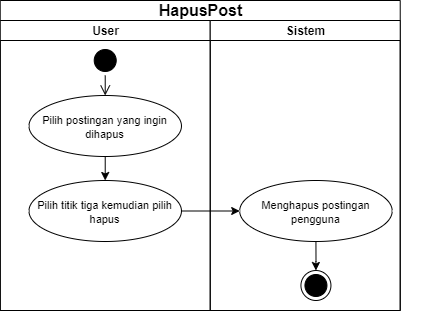 HapusPost
User
Sistem
Pilih postingan yang ingin
dihapus
Pilih titik tiga kemudian pilih
hapus
Menghapus postingan
pengguna